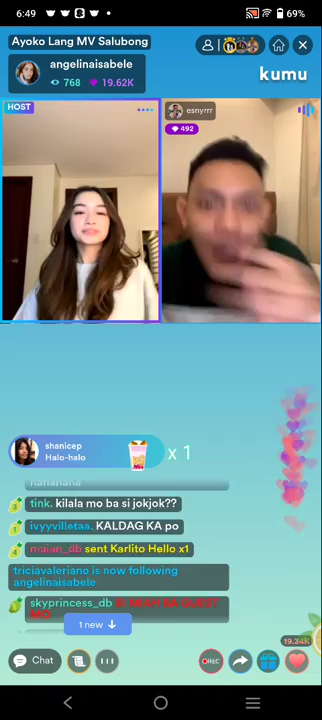 6:49
69%
Ayoko Lang MV Salubong
angelinaisabele
768 19.62K
kumu
HOST
esnyrrr
492
shanicep
Halo-halo
x 1
hahahaha
tink. kilala mo ba si jokjok??
ivyyvilletaa. KALDAG KA po
sent Karlito Hello x1
triciavaleriano is now following
angelinaisabele
skyprincess_db
MO
1 new
19.34K
Chat
REC